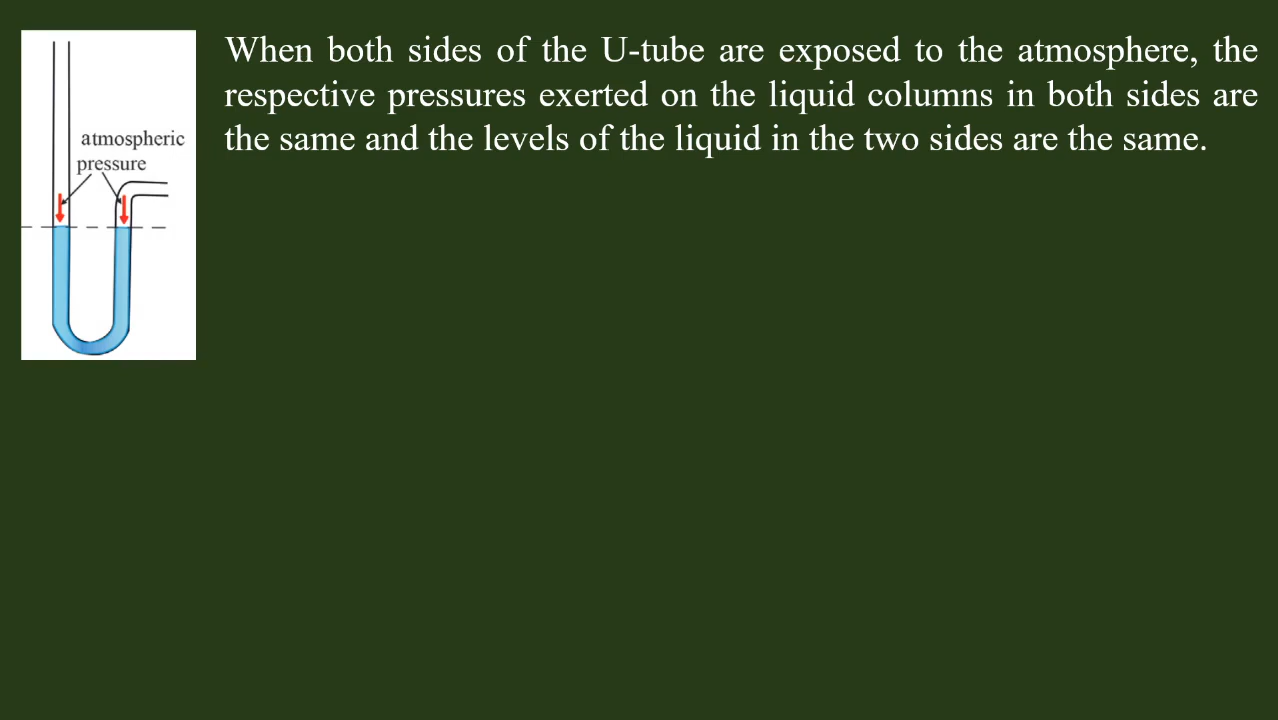 When both sides of the U-tube are exposed to the atmosphere, the
respective pressures exerted on the liquid columns in both sides are
the same and the levels of the liquid in the two sides are the same.
atmospheric
pressure